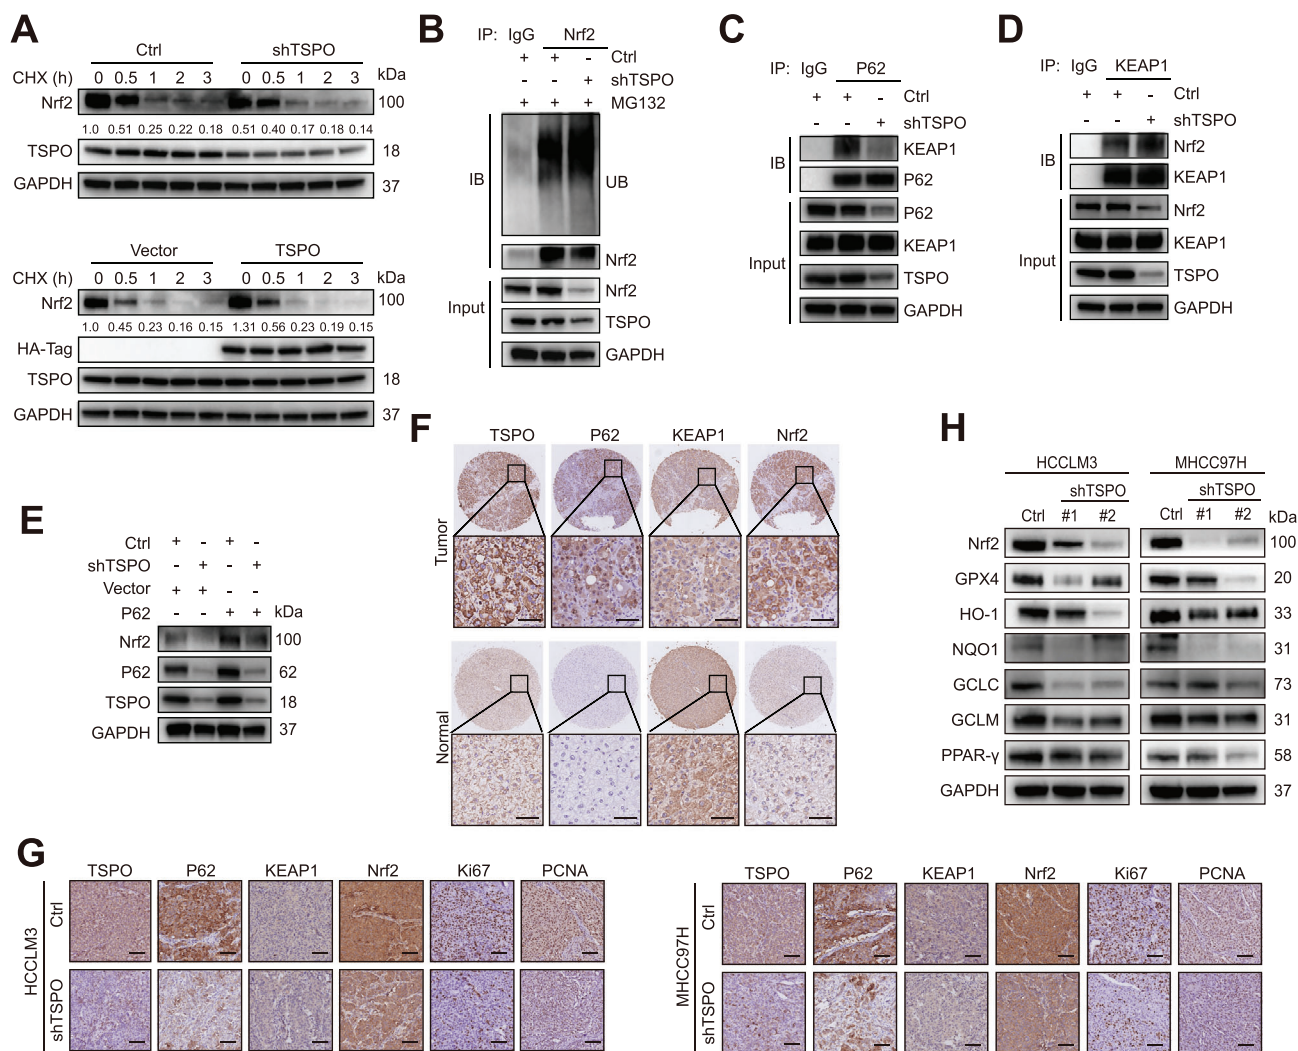 A
Ctrl shTSPO
CHX (h) 0 0.5 1 2 3 0 0.5 1 2 3 kDa
Nrf2 100
1.0 0.51 0.25 0.22 0.18 0.51 0.40 0.17 0.18 0.14
TSPO 18
GAPDH 37
Vector TSPO
CHX (h) 0 0.5 1 2 3 0 0.5 1 2 3 kDa
Nrf2 100
1.0 0.45 0.23 0.16 0.15 1.31 0.56 0.23 0.19 0.15
HA-Tag
TSPO 18
GAPDH 37
B
IP: IgG Nrf2
+ + - Ctrl
- - + shTSPO
+ + + MG132
IB
UB
Nrf2
Input
Nrf2
TSPO
GAPDH
C
IP: IgG P62
+ + - Ctrl
- - + shTSPO
IB
KEAP1
P62
Input
P62
KEAP1
TSPO
GAPDH
D
IP: IgG KEAP1
+ + - Ctrl
- - + shTSPO
IB
Nrf2
KEAP1
Input
Nrf2
KEAP1
TSPO
GAPDH
E
Ctrl + - + -
shTSPO - + - +
Vector + + - -
P62 - - + + kDa
Nrf2 100
P62 62
TSPO 18
GAPDH 37
F
TSPO P62 KEAP1 Nrf2
Tumor
Normal
G
TSPO P62 KEAP1 Nrf2 Ki67 PCNA
HCCLM3
Ctrl
shTSPO
TSPO P62 KEAP1 Nrf2 Ki67 PCNA
MHCC97H
Ctrl
shTSPO
H
HCCLM3 MHCC97H
shTSPO shTSPO
Ctrl #1 #2 Ctrl #1 #2 kDa
Nrf2 100
GPX4 20
HO-1 33
NQO1 31
GCLC 73
GCLM 31
PPAR-γ 58
GAPDH 37